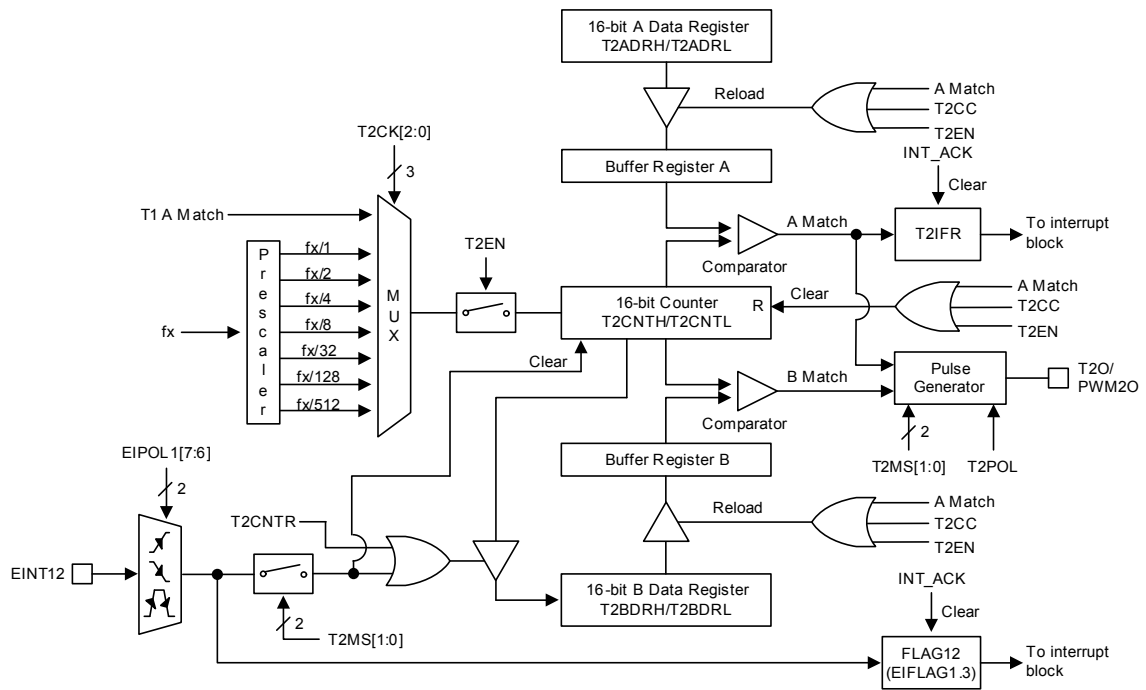 16-bit A Data Register
T2ADRH/T2ADRL
Reload
A Match
T2CC
T2EN
T2CK[2:0]
3
Buffer Register A
INT_ACK
Clear
T1 A Match
Prescaler
fx/1
fx/2
fx/4
fx/8
fx/32
fx/128
fx/512
fx
MUX
T2EN
A Match
Comparator
T2IFR
To interrupt
block
16-bit Counter
T2CNTH/T2CNTL
R
Clear
A Match
T2CC
T2EN
Clear
B Match
Comparator
Pulse
Generator
T2O/
PWM2O
2
T2MS[1:0]
T2POL
EIPOL1[7:6]
2
Buffer Register B
Reload
A Match
T2CC
T2EN
T2CNTR
EINT12
2
T2MS[1:0]
16-bit B Data Register
T2BDRH/T2BDRL
INT_ACK
Clear
FLAG12
(EIFLAG1.3)
To interrupt
block